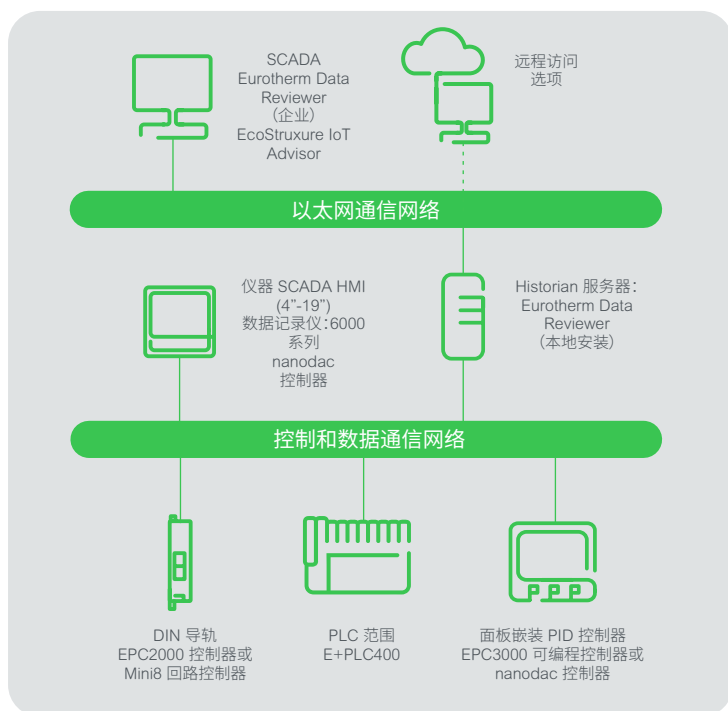 SCADA
Eurotherm Data
Reviewer
（企业）
EcoStruxure IoT
Advisor
远程访问
选项
以太网通信网络
仪器 SCADA HMI
(4”-19”)
数据记录仪：6000
系列
nanodac
控制器
Historian 服务器：
Eurotherm Data
Reviewer
（本地安装）
控制和数据通信网络
DIN 导轨
EPC2000 控制器或
Mini8 回路控制器
PLC 范围
E+PLC400
面板嵌装 PID 控制器
EPC3000 可编程控制器或
nanodac 控制器